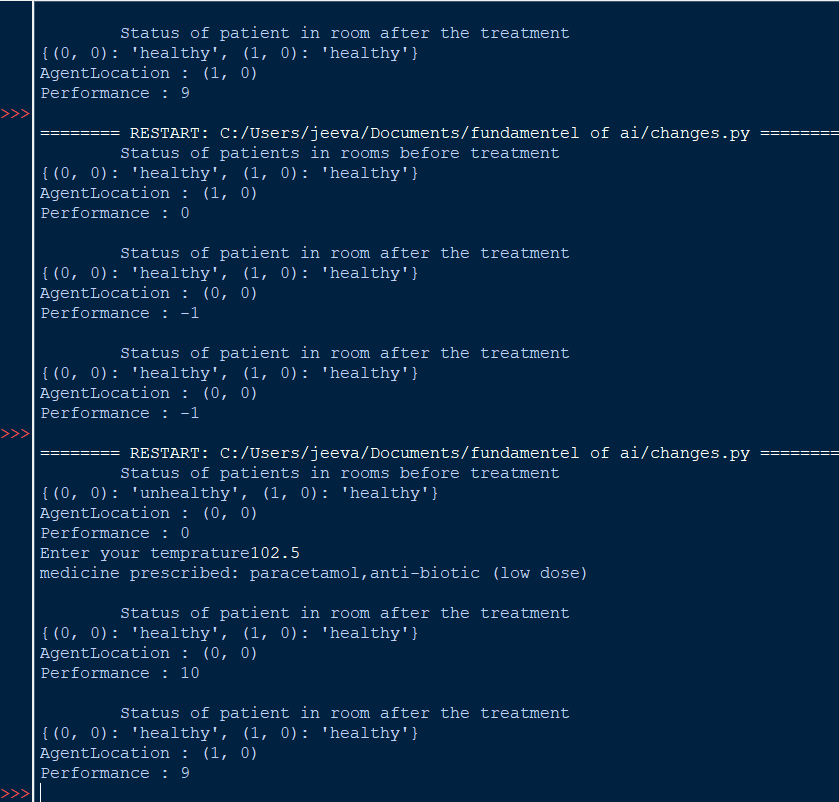 Status of patient in room after the treatment
{(0, 0): 'healthy', (1, 0): 'healthy'}
AgentLocation : (1, 0)
Performance : 9
>>>
======== RESTART: C:/Users/jeeva/Documents/fundamentel of ai/changes.py ========
Status of patients in rooms before treatment
{(0, 0): 'healthy', (1, 0): 'healthy'}
AgentLocation : (1, 0)
Performance : 0
Status of patient in room after the treatment
{(0, 0): 'healthy', (1, 0): 'healthy'}
AgentLocation : (0, 0)
Performance : -1
Status of patient in room after the treatment
{(0, 0): 'healthy', (1, 0): 'healthy'}
AgentLocation : (0, 0)
Performance : -1
>>>
======== RESTART: C:/Users/jeeva/Documents/fundamentel of ai/changes.py ========
Status of patients in rooms before treatment
{(0, 0): 'unhealthy', (1, 0): 'healthy'}
AgentLocation : (0, 0)
Performance : 0
Enter your temprature102.5
medicine prescribed: paracetamol,anti-biotic (low dose)
Status of patient in room after the treatment
{(0, 0): 'healthy', (1, 0): 'healthy'}
AgentLocation : (0, 0)
Performance : 10
Status of patient in room after the treatment
{(0, 0): 'healthy', (1, 0): 'healthy'}
AgentLocation : (1, 0)
Performance : 9
>>>